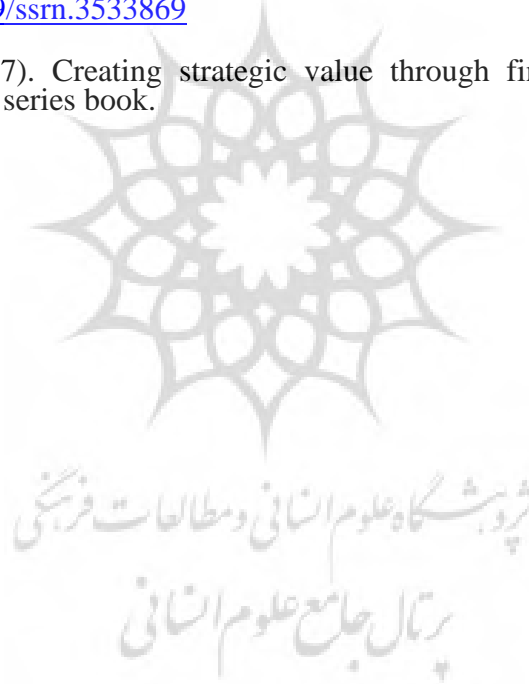 9/ssrn.3533869
7). Creating strategic value through fir
series book.
پژوهشگاه علوم انسانی و مطالعات فرهنگی
پرتال جامع علوم انسانی